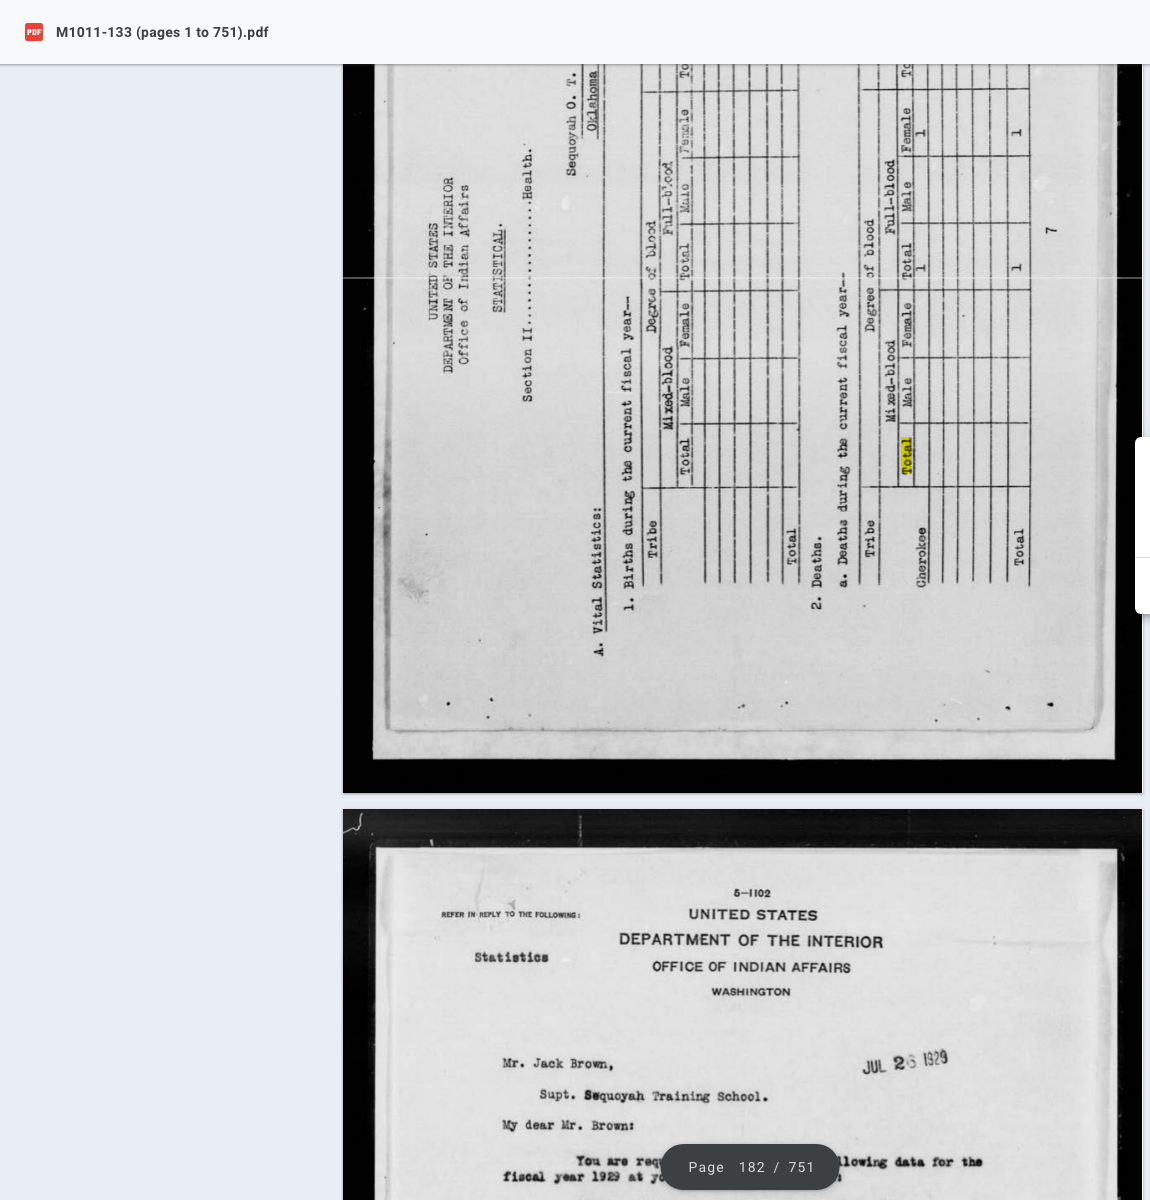 M1011-133 (pages 1 to 751).pdf
UNITED STATES
DEPARTMENT OF THE INTERIOR
Office of Indian Affairs
STATISTICAL.
Section II................Health.
Sequoyah O. T.
Oklahoma
A. Vital Statistics:
1. Births during the current fiscal year--
Tribe Degree of blood
Mixed-blood Full-blood
Total Male Female Total Male Female To
Total
2. Deaths.
a. Deaths during the current fiscal year--
Tribe Degree of blood
Mixed-blood Full-blood
Total Male Female Total Male Female To
Cherokee 1 1
Total 1 1
7
5-1102
UNITED STATES
REFER IN REPLY TO THE FOLLOWING:
DEPARTMENT OF THE INTERIOR
Statistics
OFFICE OF INDIAN AFFAIRS
WASHINGTON
JUL 26 1929
Mr. Jack Brown,
Supt. Sequoyah Training School.
My dear Mr. Brown:
You are req llowing data for the
fiscal year 1929 at yo :
Page 182 / 751